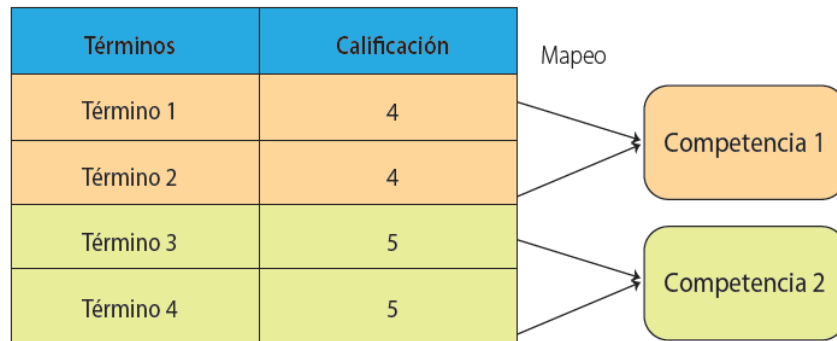 Términos Calificación
Mapeo
Término 1 4
Término 2 4
Competencia 1
Término 3 5
Término 4 5
Competencia 2